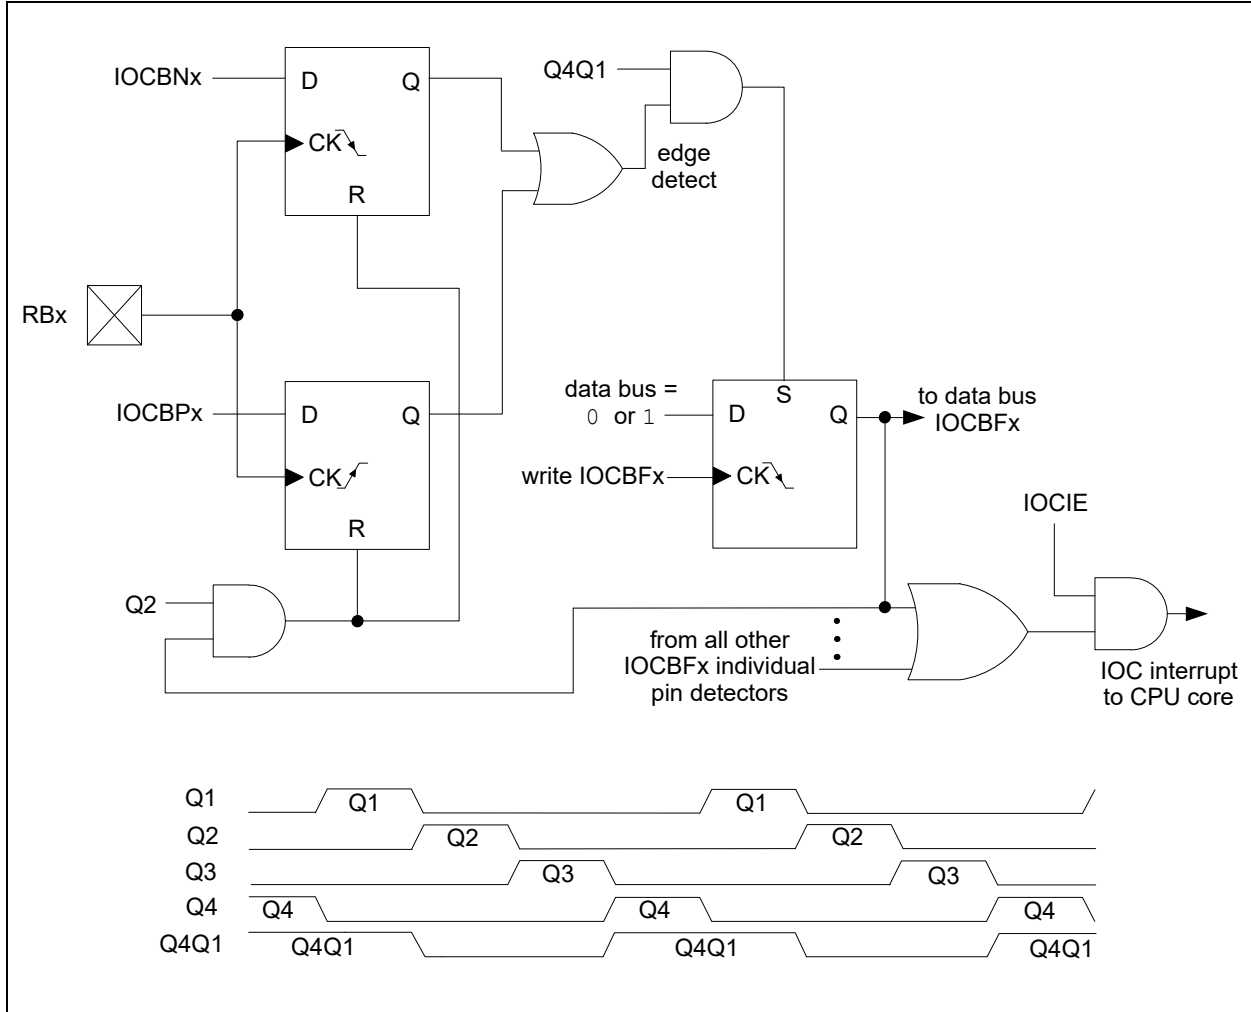 IOCBNx
D
Q
CK
R
Q4Q1
edge
detect
RBx
IOCBPx
D
Q
CK
R
data bus =
0 or 1
S
D
Q
to data bus
IOCBFx
write IOCBFx
CK
IOCIE
Q2
from all other
IOCBFx individual
pin detectors
IOC interrupt
to CPU core
Q1
Q1
Q1
Q2
Q2
Q2
Q3
Q3
Q3
Q4
Q4
Q4
Q4
Q4Q1
Q4Q1
Q4Q1
Q4Q1